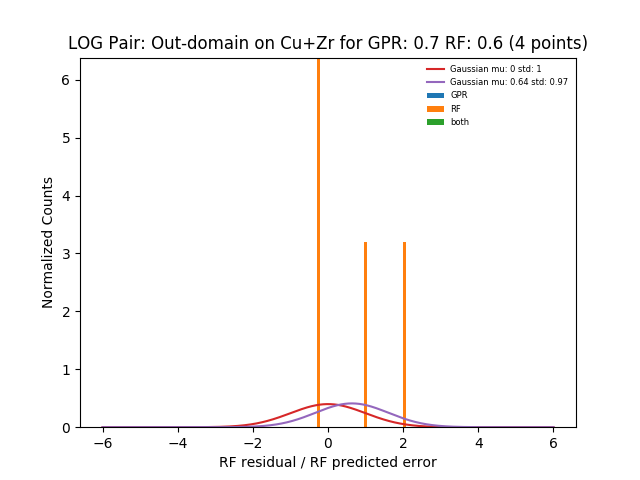 LOG Pair: Out-domain on Cu+Zr for GPR: 0.7 RF: 0.6 (4 points)
Gaussian mu: 0 std: 1
Gaussian mu: 0.64 std: 0.97
GPR
RF
both
Normalized Counts
6
5
4
3
2
1
0
−6 −4 −2 0 2 4 6
RF residual / RF predicted error